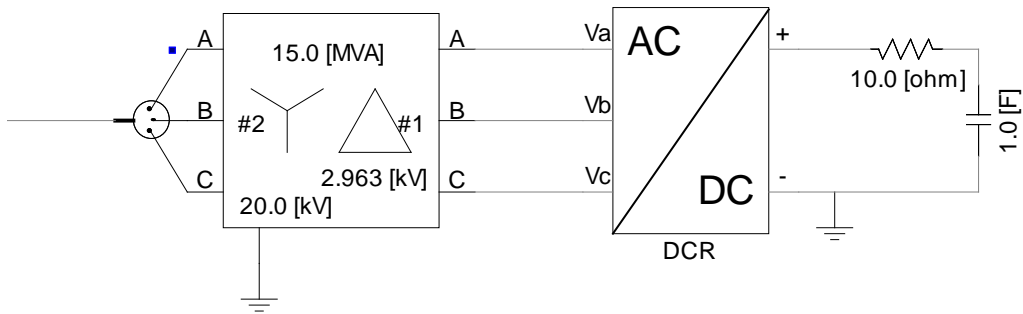 A
B
C
15.0 [MVA]
#2
#1
2.963 [kV]
20.0 [kV]
A
B
C
Va
Vb
Vc
AC
DC
DCR
+
-
10.0 [ohm]
1.0 [F]